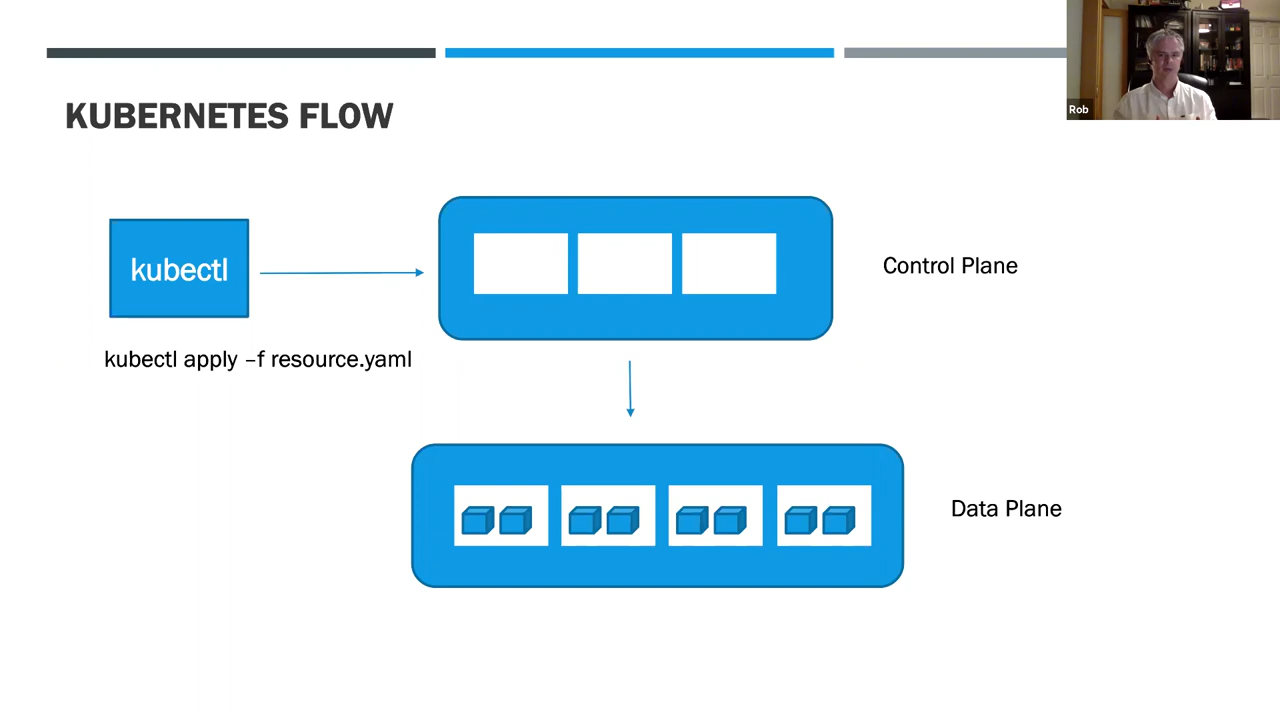 Rob
KUBERNETES FLOW
kubectl
Control Plane
kubectl apply –f resource.yaml
Data Plane